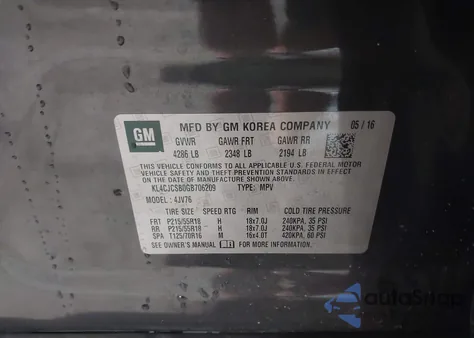 GM
MFD BY GM KOREA COMPANY 05/16
GVWR GAWR FRT GAWR RR
4286 LB 2348 LB 2194 LB
THIS VEHICLE CONFORMS TO ALL APPLICABLE U.S. FEDERAL MOTOR
VEHICLE SAFETY AND THEFT PREVENTION STANDARDS IN EFFECT ON
THE DATE OF MANUFACTURE SHOWN ABOVE.
KL4CJCSB0GB706209 TYPE: MPV
MODEL: 4JV76
TIRE SIZE SPEED RTG RIM COLD TIRE PRESSURE
FRT P215/55R18 H 18x7.0J 240KPA, 35 PSI
RR P215/55R18 H 18x7.0J 240KPA, 35 PSI
SPA T125/70R16 M 16x4.0T 420KPA, 60 PSI
SEE OWNER'S MANUAL FOR MORE INFORMATION
autoShop